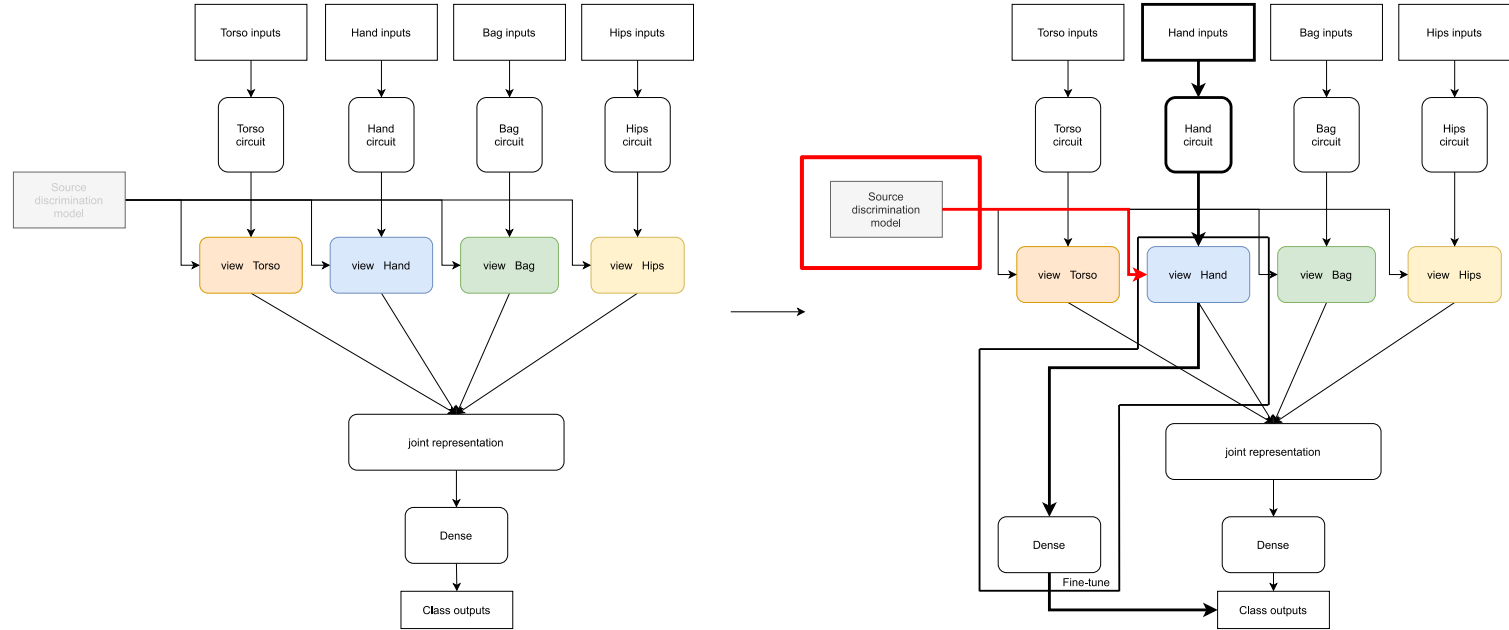 Torso inputs
Hand inputs
Bag inputs
Hips inputs
Torso
circuit
Hand
circuit
Bag
circuit
Hips
circuit
Source
discrimination
model
view Torso
view Hand
view Bag
view Hips
joint representation
Dense
Class outputs
Torso inputs
Hand inputs
Bag inputs
Hips inputs
Torso
circuit
Hand
circuit
Bag
circuit
Hips
circuit
Source
discrimination
model
view Torso
view Hand
view Bag
view Hips
joint representation
Dense
Dense
Fine-tune
Class outputs